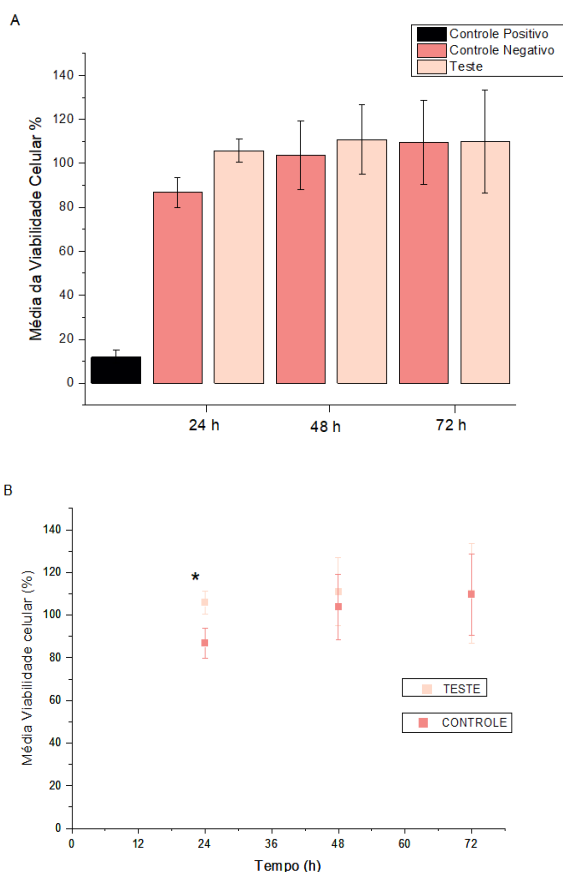 A
Controle Positivo
Controle Negativo
Teste
Média da Viabilidade Celular %
140
120
100
80
60
40
20
0
24 h
48 h
72 h
B
Média Viabilidade celular (%)
140
120
100
80
60
40
20
0
*
TESTE
CONTROLE
0
12
24
36
48
60
72
Tempo (h)